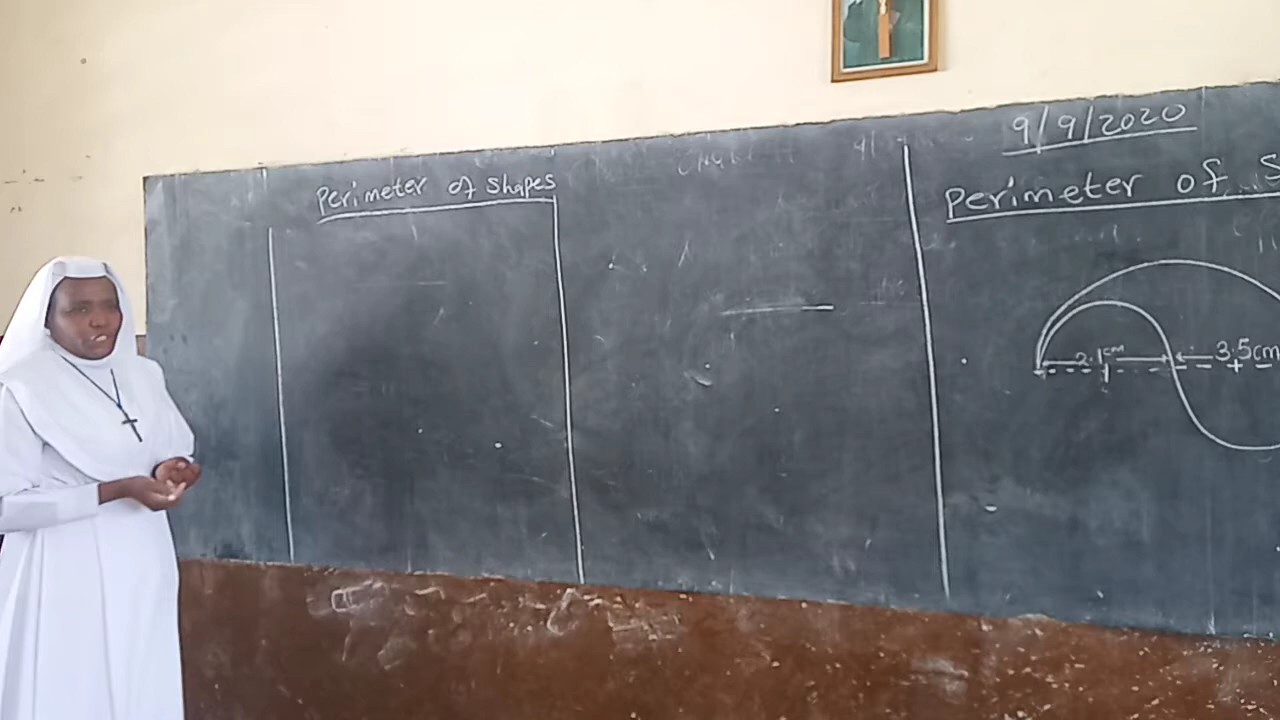 Perimeter of shapes
9/9/2020
Perimeter of S
2.1cm
3.5cm